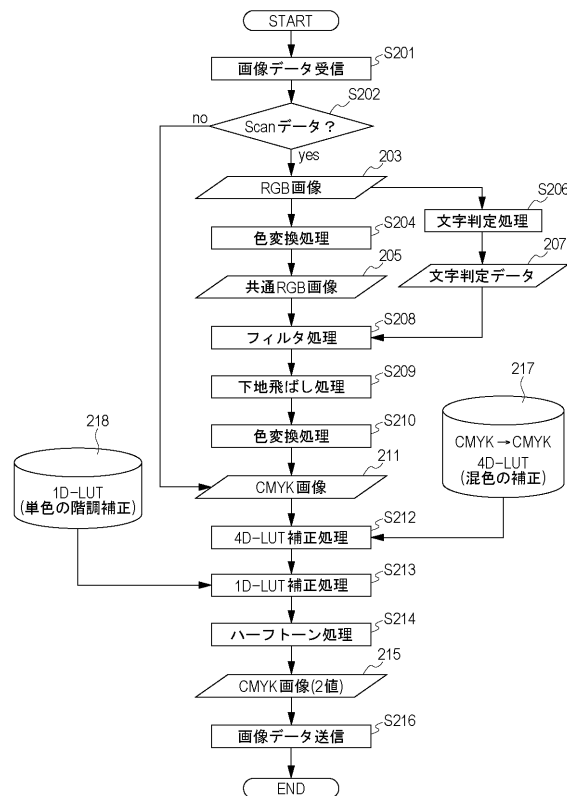 START
S201
画像データ受信
S202
no
Scanデータ？
yes
203
RGB画像
S206
S204
文字判定処理
色変換処理
207
205
文字判定データ
共通RGB画像
S208
フィルタ処理
S209
217
下地飛ばし処理
S210
CMYK→CMYK
4D-LUT
(混色の補正)
218
色変換処理
211
1D-LUT
(単色の階調補正)
CMYK画像
S212
4D-LUT補正処理
S213
1D-LUT補正処理
S214
ハーフトーン処理
215
CMYK画像(2値)
S216
画像データ送信
END